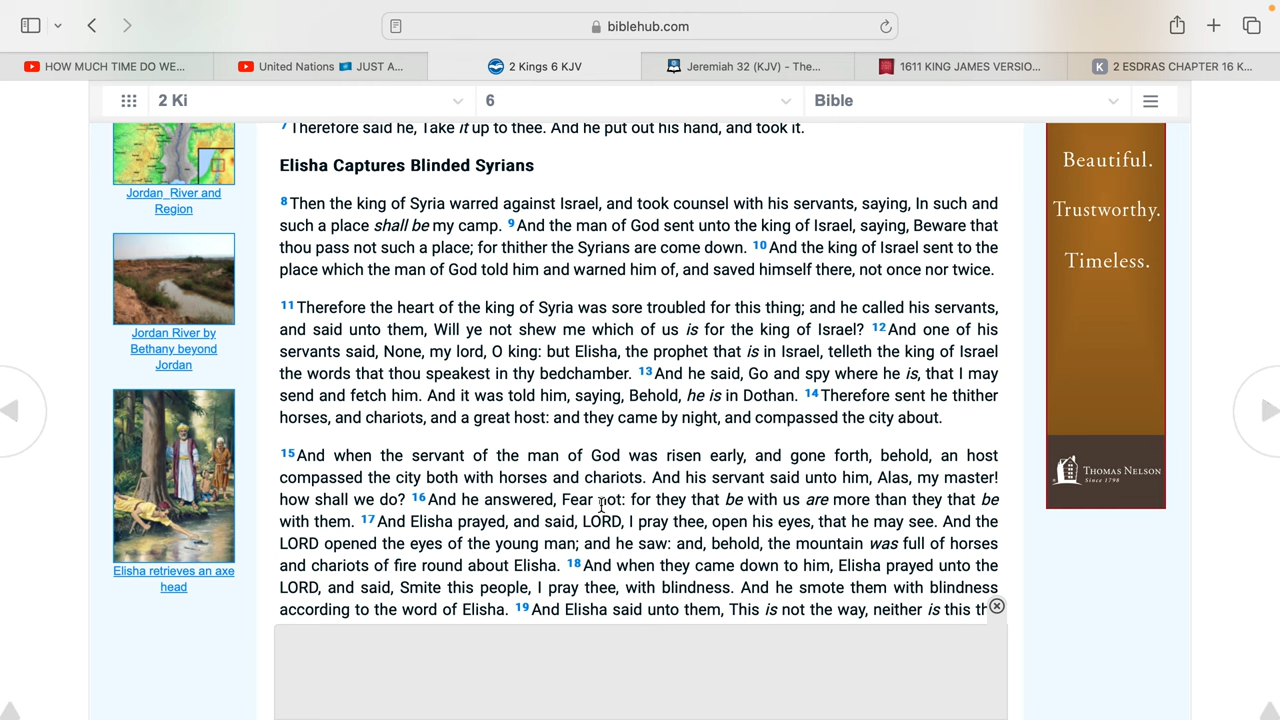 biblehub.com
HOW MUCH TIME DO WE...
United Nations 🇰🇿 JUST A...
2 Kings 6 KJV
Jeremiah 32 (KJV) - The...
1611 KING JAMES VERSIO...
K
2 ESDRAS CHAPTER 16 K...
2 Ki
6
Bible
7 Therefore said he, Take it up to thee. And he put out his hand, and took it.
Elisha Captures Blinded Syrians
8 Then the king of Syria warred against Israel, and took counsel with his servants, saying, In such and
such a place shall be my camp. 9 And the man of God sent unto the king of Israel, saying, Beware that
thou pass not such a place; for thither the Syrians are come down. 10 And the king of Israel sent to the
place which the man of God told him and warned him of, and saved himself there, not once nor twice.
11 Therefore the heart of the king of Syria was sore troubled for this thing; and he called his servants,
and said unto them, Will ye not shew me which of us is for the king of Israel? 12 And one of his
servants said, None, my lord, O king: but Elisha, the prophet that is in Israel, telleth the king of Israel
the words that thou speakest in thy bedchamber. 13 And he said, Go and spy where he is, that I may
send and fetch him. And it was told him, saying, Behold, he is in Dothan. 14 Therefore sent he thither
horses, and chariots, and a great host: and they came by night, and compassed the city about.
15 And when the servant of the man of God was risen early, and gone forth, behold, an host
compassed the city both with horses and chariots. And his servant said unto him, Alas, my master!
how shall we do? 16 And he answered, Fear not: for they that be with us are more than they that be
with them. 17 And Elisha prayed, and said, LORD, I pray thee, open his eyes, that he may see. And the
LORD opened the eyes of the young man; and he saw: and, behold, the mountain was full of horses
and chariots of fire round about Elisha. 18 And when they came down to him, Elisha prayed unto the
LORD, and said, Smite this people, I pray thee, with blindness. And he smote them with blindness
according to the word of Elisha. 19 And Elisha said unto them, This is not the way, neither is this th
Jordan_River and
Region
Jordan River by
Bethany beyond
Jordan
Elisha retrieves an axe
head
Beautiful.
Trustworthy.
Timeless.
THOMAS NELSON
Since 1798